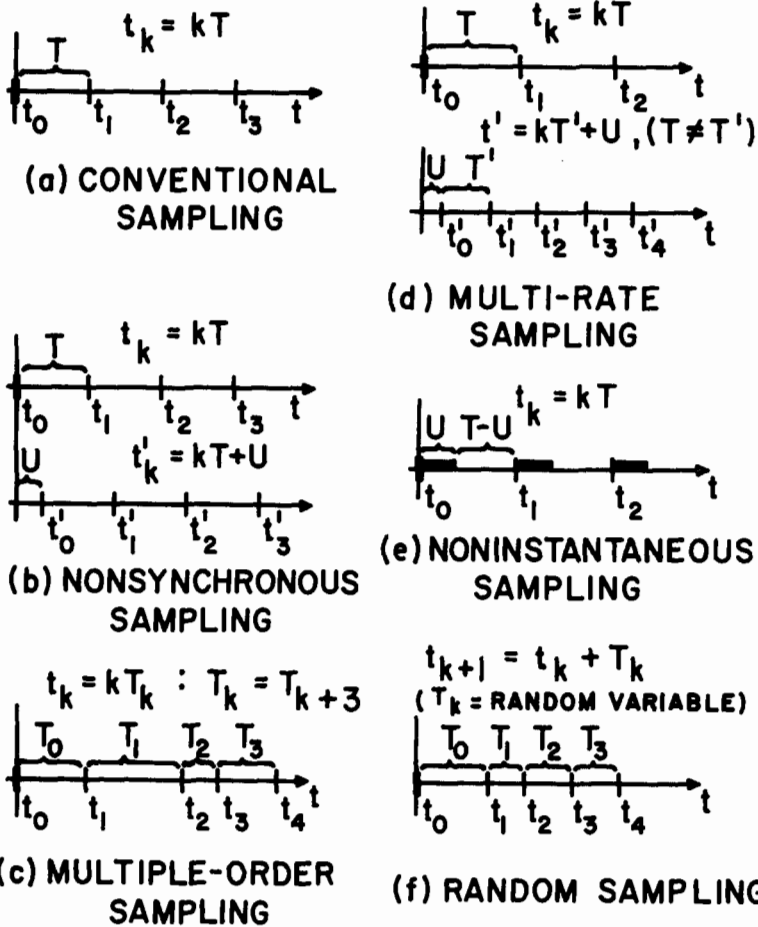 t_k = kT
T
t_0 t_1 t_2 t_3 t
(a) CONVENTIONAL
SAMPLING
T t_k = kT
t_0 t_1 t_2 t_3 t
U t'_k = kT+U
t'_0 t'_1 t'_2 t'_3
(b) NONSYNCHRONOUS
SAMPLING
t_k = kT_k : T_k = T_k+3
T_0 T_1 T_2 T_3
t_0 t_1 t_2 t_3 t_4 t
(c) MULTIPLE-ORDER
SAMPLING
T t_k = kT
t_0 t_1 t_2 t
t' = kT'+U , (T ≠ T')
U T'
t'_0 t'_1 t'_2 t'_3 t'_4 t
(d) MULTI-RATE
SAMPLING
t_k = kT
U T-U
t_0 t_1 t_2 t
(e) NONINSTANTANEOUS
SAMPLING
t_k+1 = t_k + T_k
(T_k = RANDOM VARIABLE)
T_0 T_1 T_2 T_3
t_0 t_1 t_2 t_3 t_4 t
(f) RANDOM SAMPLING